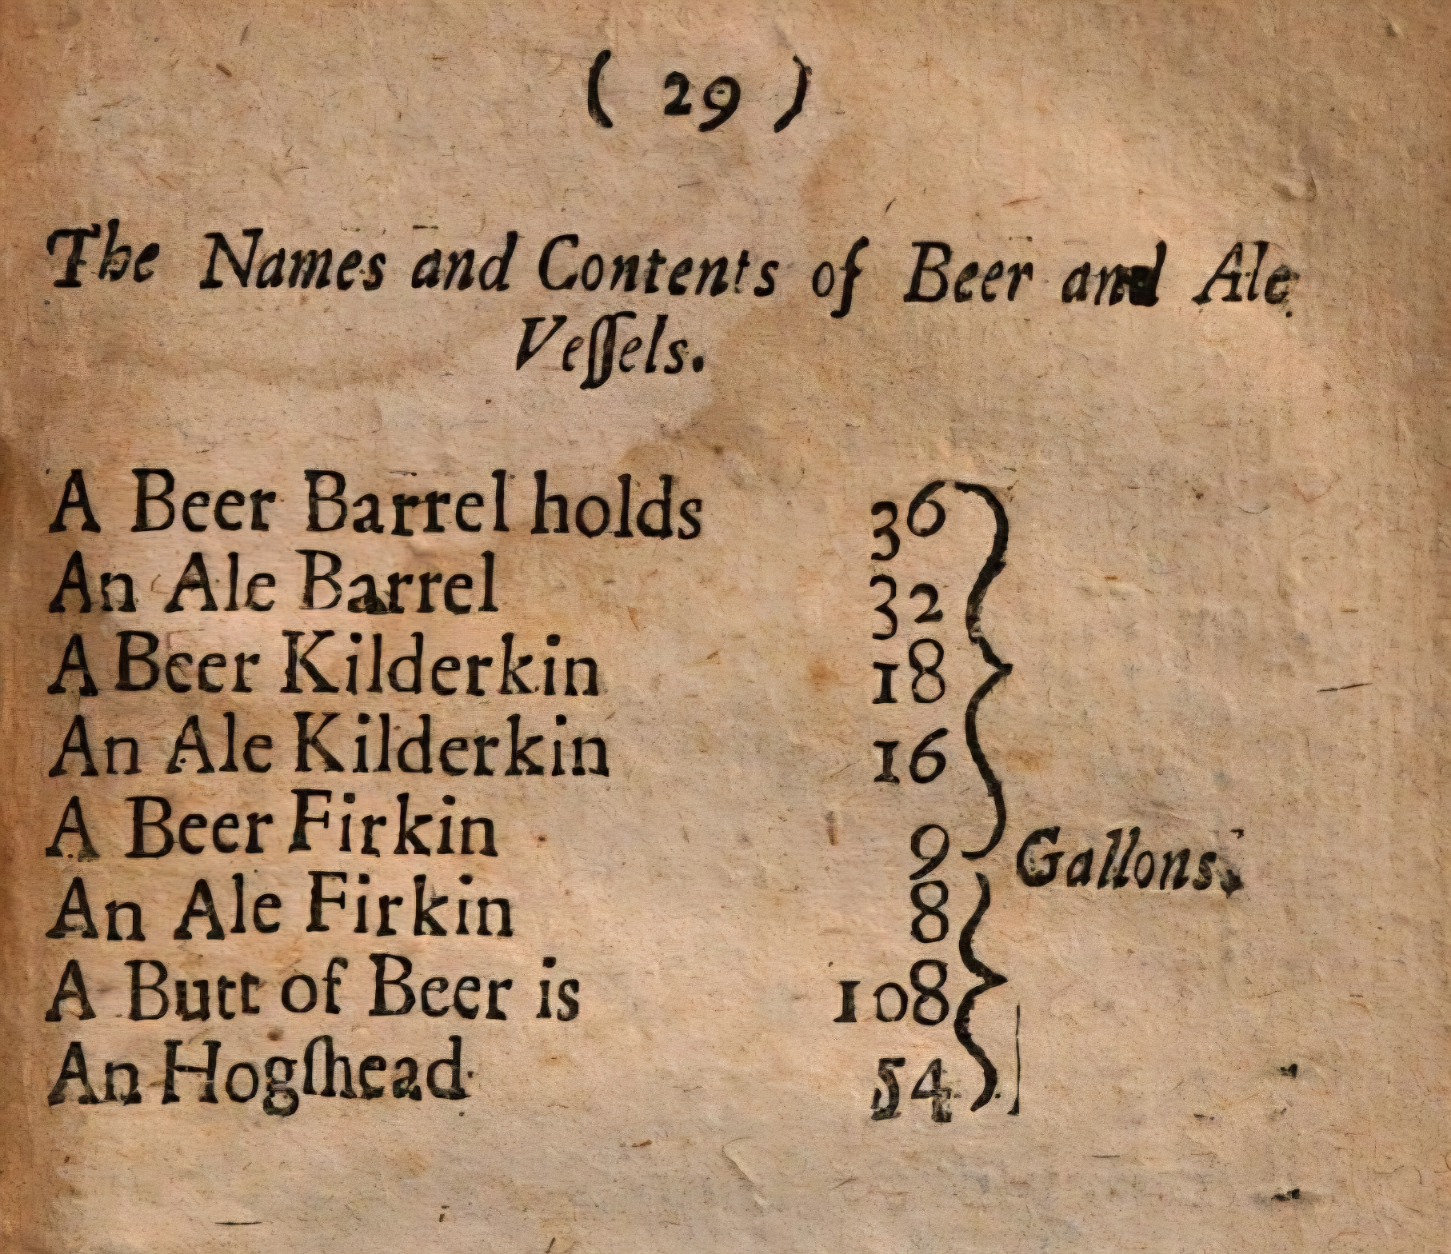 ( 29 )
The Names and Contents of Beer and Ale
Veſſels.
A Beer Barrel holds 36
An Ale Barrel 32
A Beer Kilderkin 18
An Ale Kilderkin 16
A Beer Firkin 9
Gallons.
An Ale Firkin 8
A Butt of Beer is 108
An Hogſhead 54